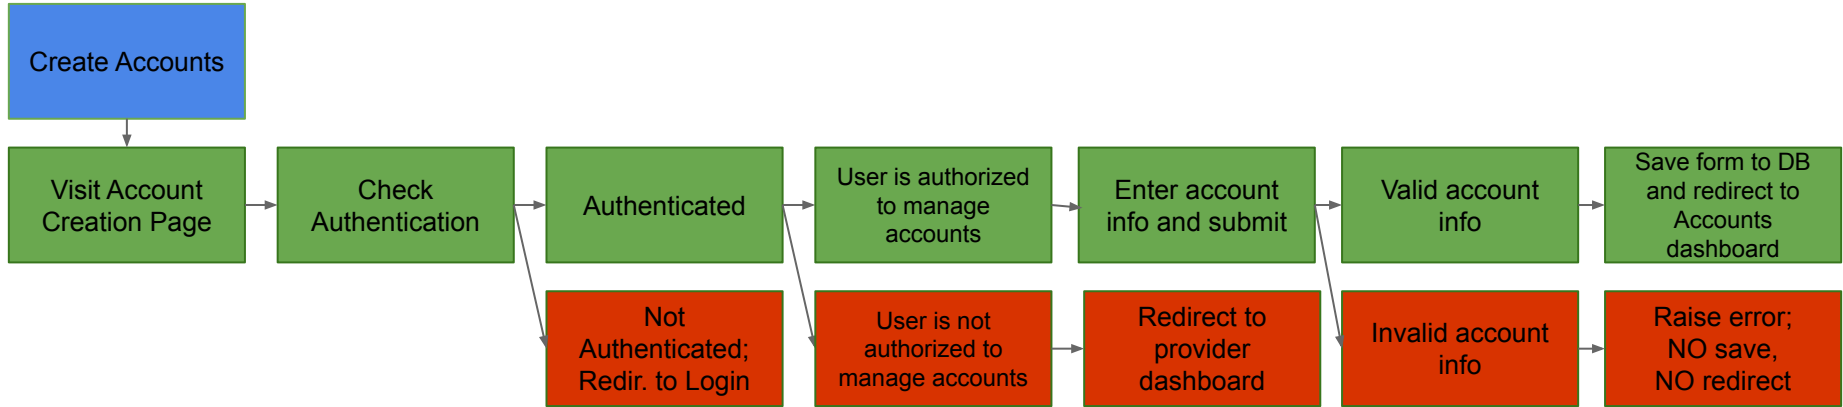 Create Accounts
Visit Account
Creation Page
Check
Authentication
Authenticated
User is authorized
to manage
accounts
Enter account
info and submit
Valid account
info
Save form to DB
and redirect to
Accounts
dashboard
Not
Authenticated;
Redir. to Login
User is not
authorized to
manage accounts
Redirect to
provider
dashboard
Invalid account
info
Raise error;
NO save,
NO redirect